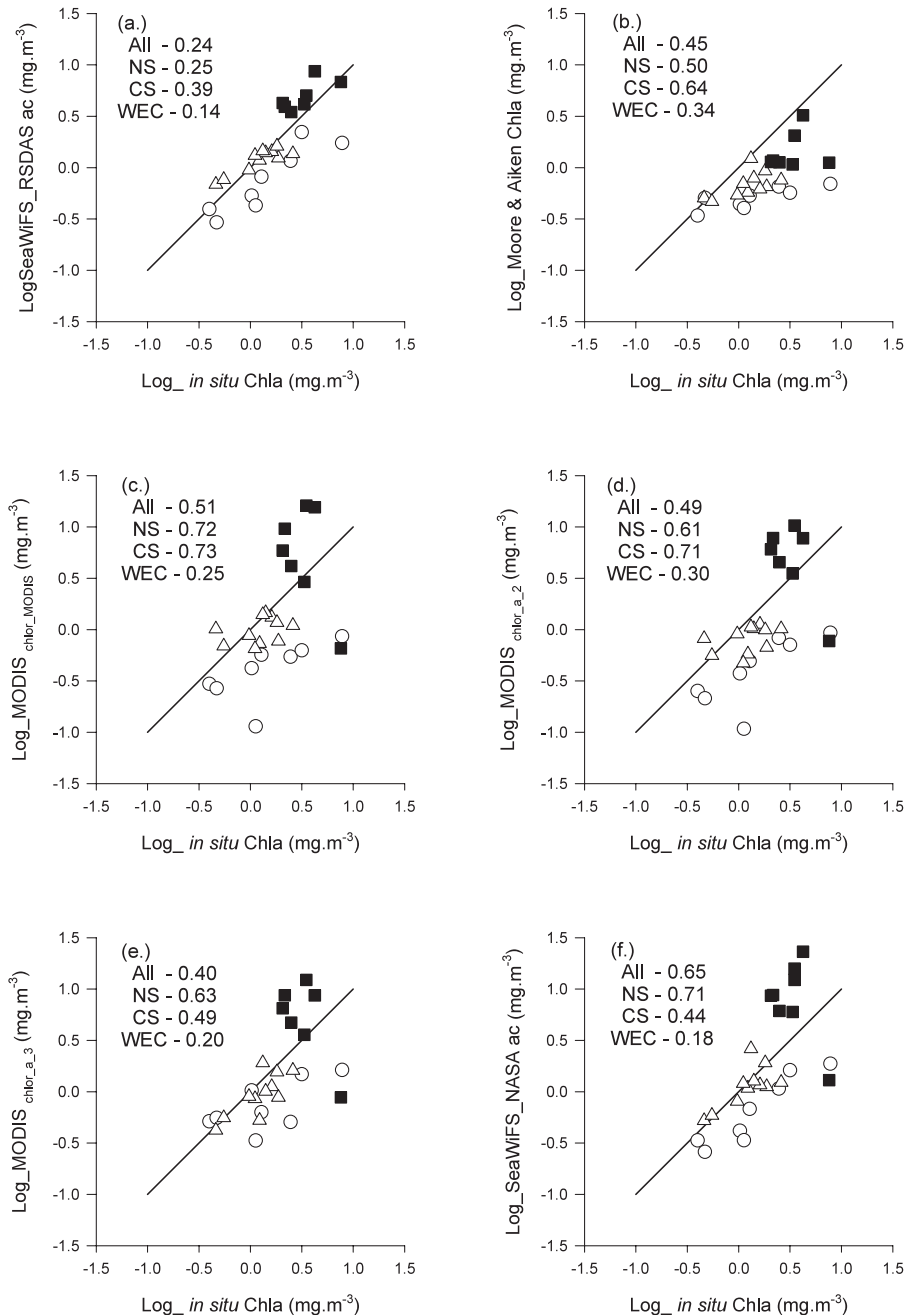 (a.)
All - 0.24
NS - 0.25
CS - 0.39
WEC - 0.14
LogSeaWiFS_RSDAS ac (mg.m-3)
1.5
1.0
0.5
0.0
-0.5
-1.0
-1.5
-1.5 -1.0 -0.5 0.0 0.5 1.0 1.5
Log_ in situ Chla (mg.m-3)
(b.)
All - 0.45
NS - 0.50
CS - 0.64
WEC - 0.34
Log_Moore & Aiken Chla (mg.m-3)
1.5
1.0
0.5
0.0
-0.5
-1.0
-1.5
-1.5 -1.0 -0.5 0.0 0.5 1.0 1.5
Log_ in situ Chla (mg.m-3)
(c.)
All - 0.51
NS - 0.72
CS - 0.73
WEC - 0.25
Log_MODIS chlor_MODIS (mg.m-3)
1.5
1.0
0.5
0.0
-0.5
-1.0
-1.5
-1.5 -1.0 -0.5 0.0 0.5 1.0 1.5
Log_ in situ Chla (mg.m-3)
(d.)
All - 0.49
NS - 0.61
CS - 0.71
WEC - 0.30
Log_MODIS chlor_a_2 (mg.m-3)
1.5
1.0
0.5
0.0
-0.5
-1.0
-1.5
-1.5 -1.0 -0.5 0.0 0.5 1.0 1.5
Log_ in situ Chla (mg.m-3)
(e.)
All - 0.40
NS - 0.63
CS - 0.49
WEC - 0.20
Log_MODIS chlor_a_3 (mg.m-3)
1.5
1.0
0.5
0.0
-0.5
-1.0
-1.5
-1.5 -1.0 -0.5 0.0 0.5 1.0 1.5
Log_ in situ Chla (mg.m-3)
(f.)
All - 0.65
NS - 0.71
CS - 0.44
WEC - 0.18
Log_SeaWiFS_NASA ac (mg.m-3)
1.5
1.0
0.5
0.0
-0.5
-1.0
-1.5
-1.5 -1.0 -0.5 0.0 0.5 1.0 1.5
Log_ in situ Chla (mg.m-3)